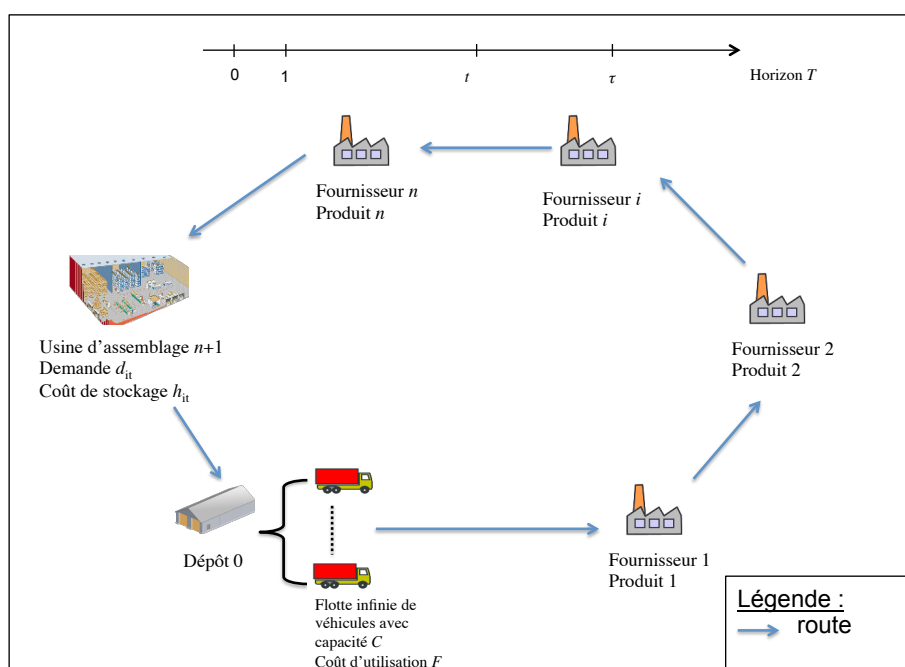 0 1 t τ Horizon T
Fournisseur n
Produit n
Fournisseur i
Produit i
Usine d’assemblage n+1
Demande dit
Coût de stockage hit
Fournisseur 2
Produit 2
Dépôt 0
Flotte infinie de
véhicules avec
capacité C
Coût d’utilisation F
Fournisseur 1
Produit 1
Légende :
route